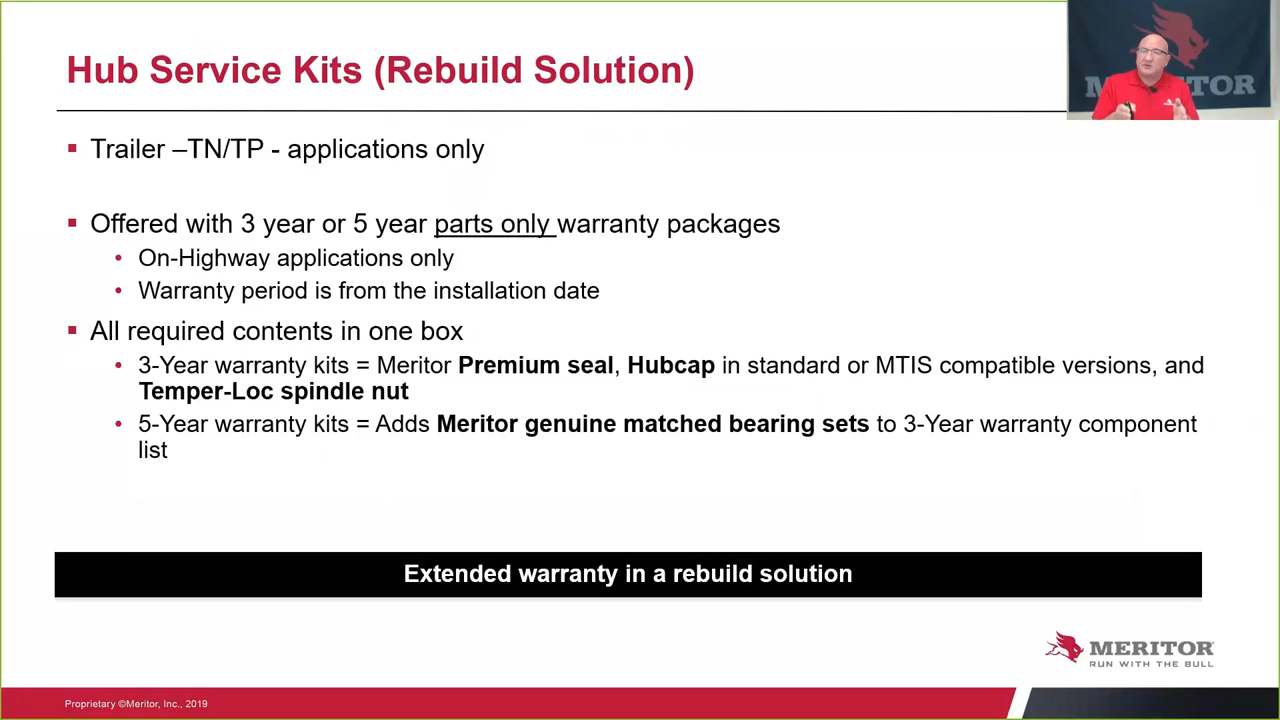 Hub Service Kits (Rebuild Solution)
MERITOR
Trailer –TN/TP - applications only
Offered with 3 year or 5 year parts only warranty packages
On-Highway applications only
Warranty period is from the installation date
All required contents in one box
3-Year warranty kits = Meritor Premium seal, Hubcap in standard or MTIS compatible versions, and
Temper-Loc spindle nut
5-Year warranty kits = Adds Meritor genuine matched bearing sets to 3-Year warranty component
list
Extended warranty in a rebuild solution
MERITOR
RUN WITH THE BULL
Proprietary ©Meritor, Inc., 2019